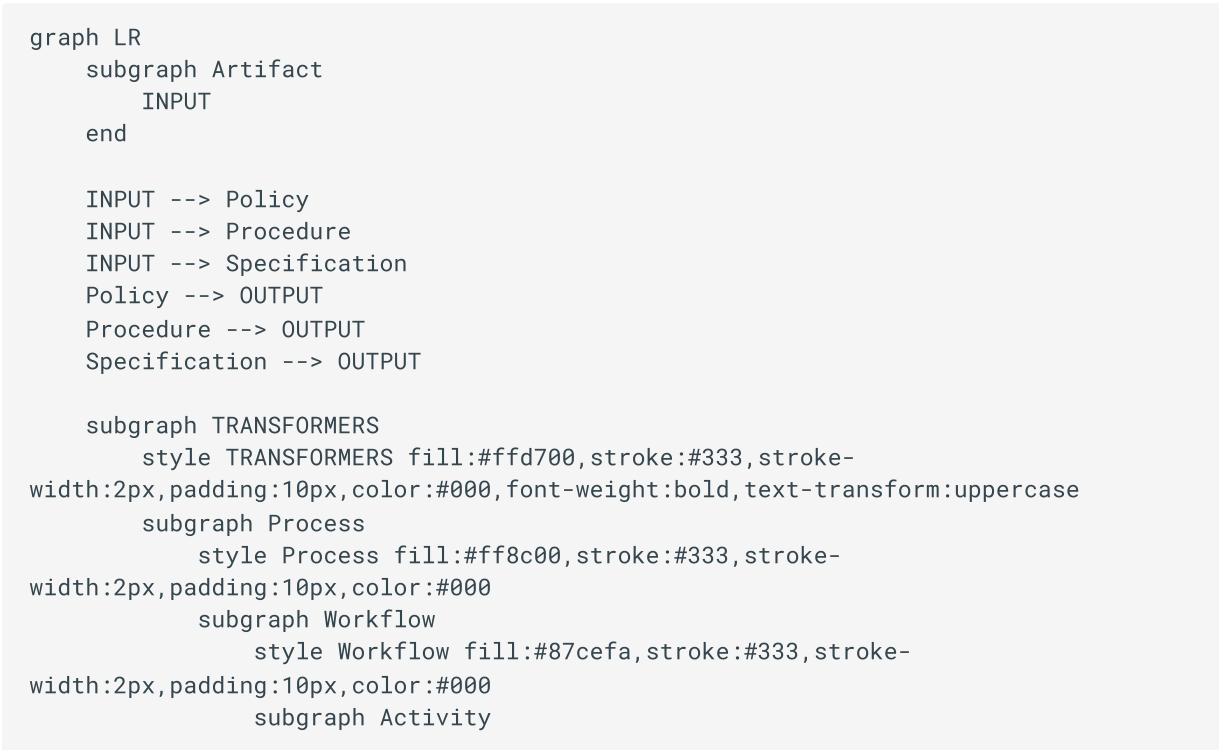 graph LR
    subgraph Artifact
        INPUT
    end

    INPUT --> Policy
    INPUT --> Procedure
    INPUT --> Specification
    Policy --> OUTPUT
    Procedure --> OUTPUT
    Specification --> OUTPUT

    subgraph TRANSFORMERS
        style TRANSFORMERS fill:#ffd700,stroke:#333,stroke-
width:2px,padding:10px,color:#000,font-weight:bold,text-transform:uppercase
        subgraph Process
            style Process fill:#ff8c00,stroke:#333,stroke-
width:2px,padding:10px,color:#000
            subgraph Workflow
                style Workflow fill:#87cefa,stroke:#333,stroke-
width:2px,padding:10px,color:#000
                subgraph Activity